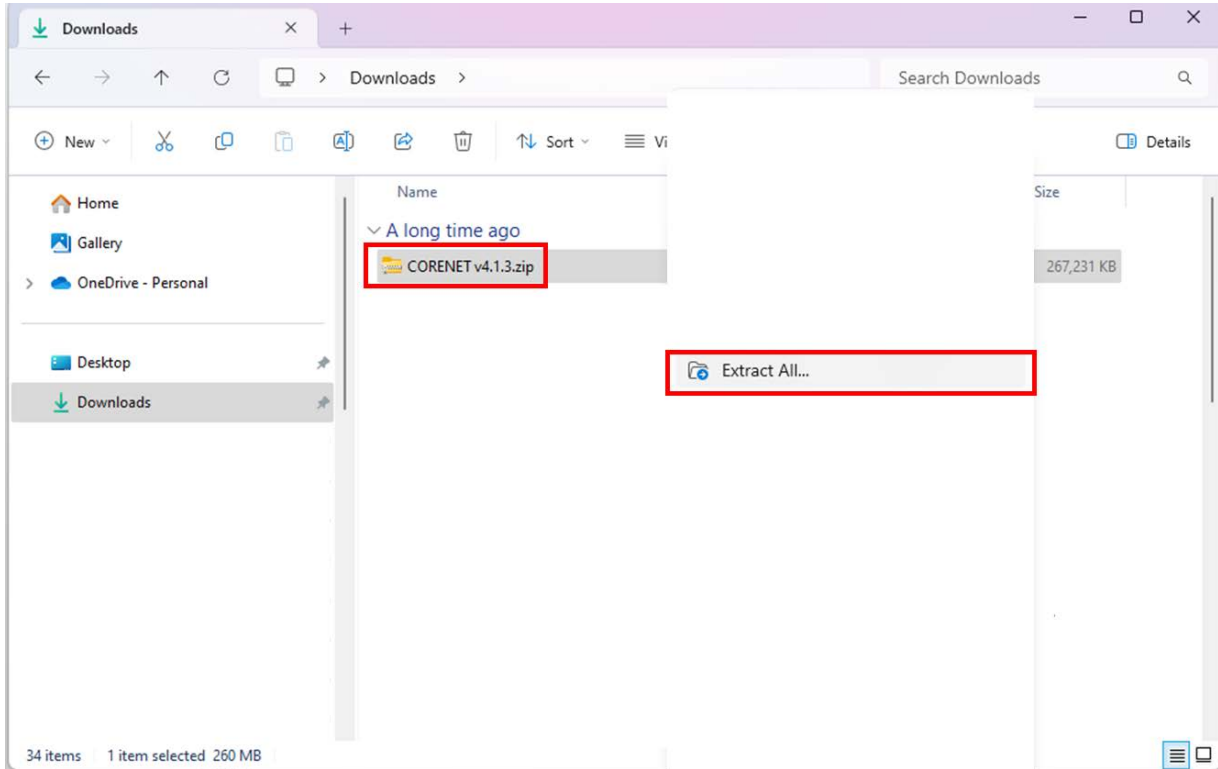 Downloads
Downloads
Search Downloads
New
Sort
Vi
Details
Home
Gallery
OneDrive - Personal
Desktop
Downloads
Name
Size
A long time ago
CORENET v4.1.3.zip
267,231 KB
Extract All...
34 items
1 item selected 260 MB